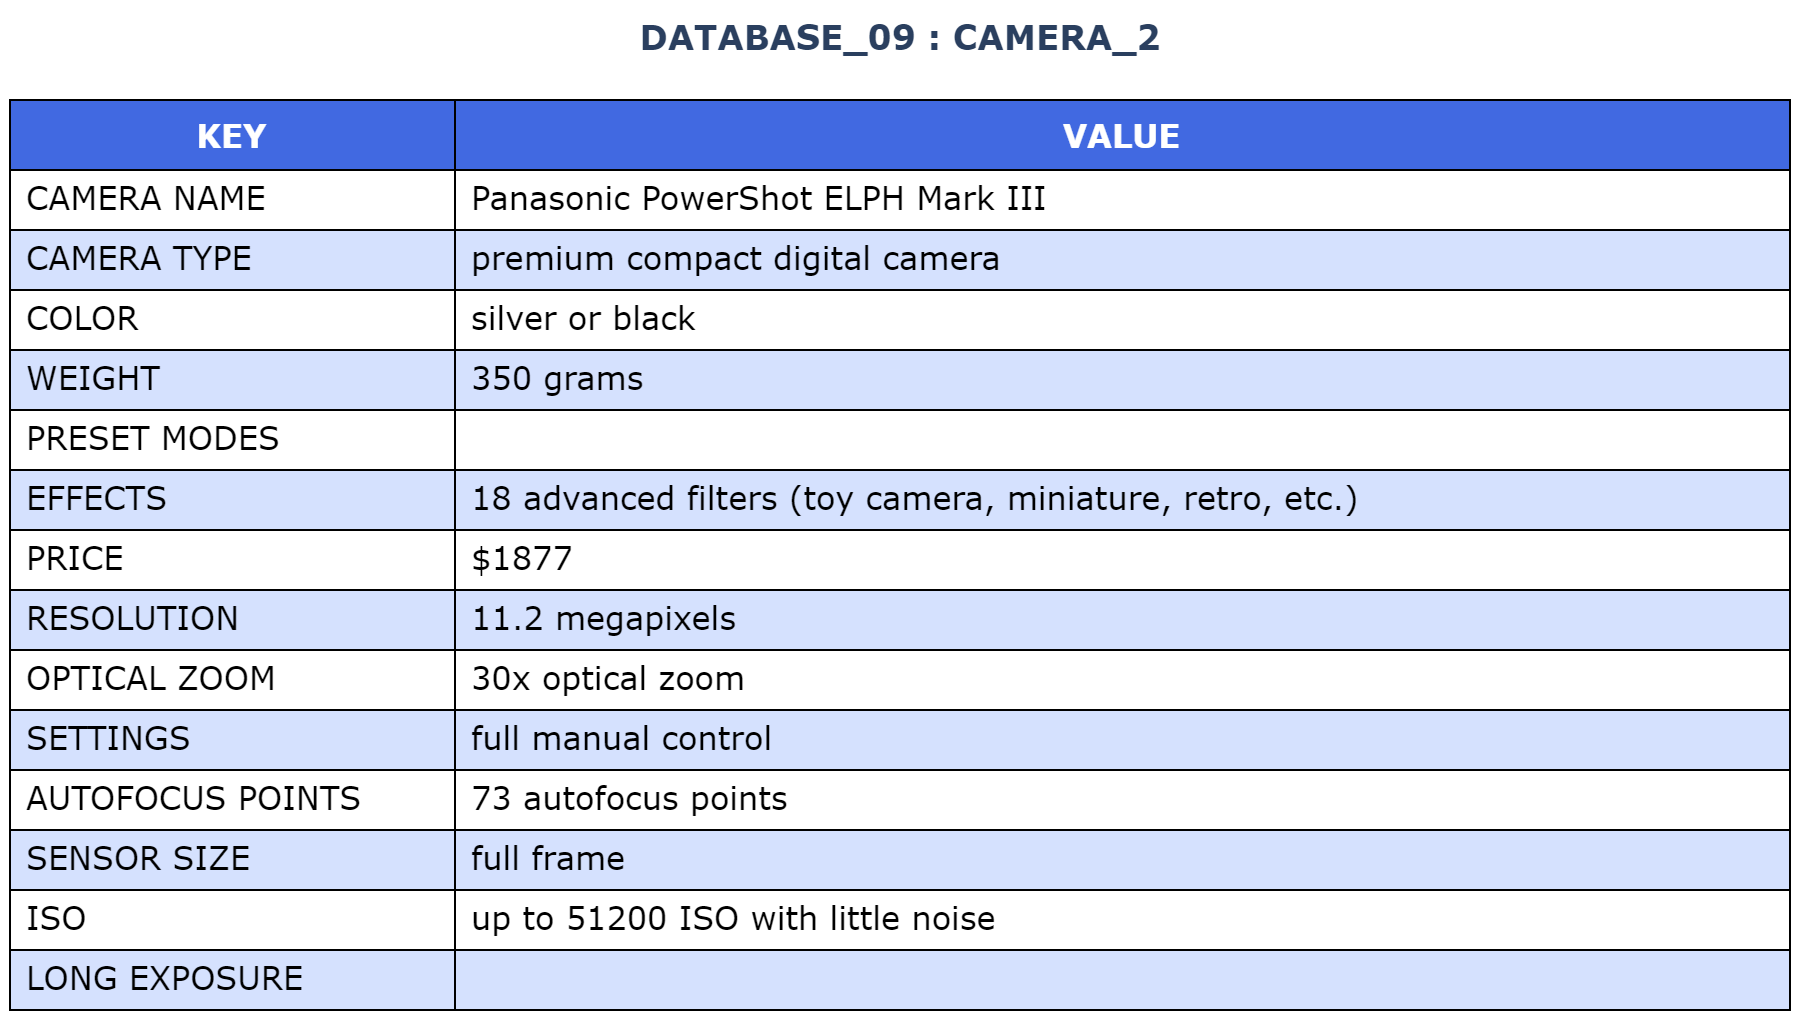 DATABASE_09 : CAMERA_2
KEY VALUE
CAMERA NAME Panasonic PowerShot ELPH Mark III
CAMERA TYPE premium compact digital camera
COLOR silver or black
WEIGHT 350 grams
PRESET MODES
EFFECTS 18 advanced filters (toy camera, miniature, retro, etc.)
PRICE $1877
RESOLUTION 11.2 megapixels
OPTICAL ZOOM 30x optical zoom
SETTINGS full manual control
AUTOFOCUS POINTS 73 autofocus points
SENSOR SIZE full frame
ISO up to 51200 ISO with little noise
LONG EXPOSURE